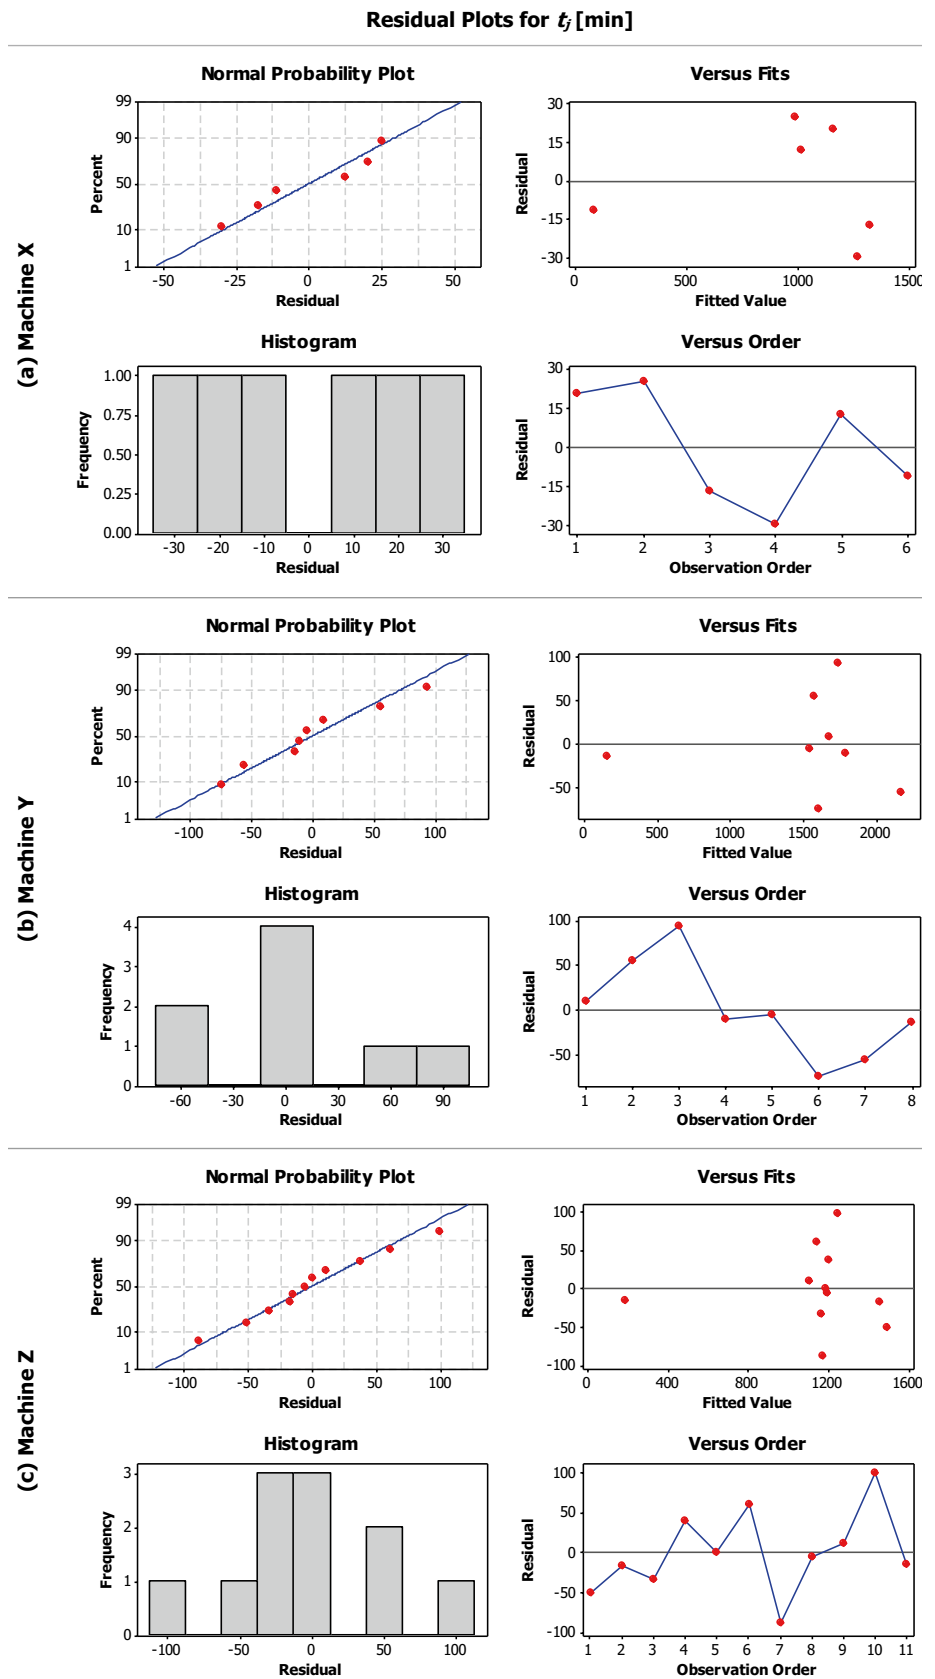 Residual Plots for tj [min]
(a) Machine X
Normal Probability Plot
99
90
50
10
1
Percent
-50 -25 0 25 50
Residual
Versus Fits
30
15
0
-15
-30
Residual
0 500 1000 1500
Fitted Value
Histogram
1.00
0.75
0.50
0.25
0.00
Frequency
-30 -20 -10 0 10 20 30
Residual
Versus Order
30
15
0
-15
-30
Residual
1 2 3 4 5 6
Observation Order
(b) Machine Y
Normal Probability Plot
99
90
50
10
1
Percent
-100 -50 0 50 100
Residual
Versus Fits
100
50
0
-50
Residual
0 500 1000 1500 2000
Fitted Value
Histogram
4
3
2
1
0
Frequency
-60 -30 0 30 60 90
Residual
Versus Order
100
50
0
-50
Residual
1 2 3 4 5 6 7 8
Observation Order
(c) Machine Z
Normal Probability Plot
99
90
50
10
1
Percent
-100 -50 0 50 100
Residual
Versus Fits
100
50
0
-50
-100
Residual
0 400 800 1200 1600
Fitted Value
Histogram
3
2
1
0
Frequency
-100 -50 0 50 100
Residual
Versus Order
100
50
0
-50
-100
Residual
1 2 3 4 5 6 7 8 9 10 11
Observation Order